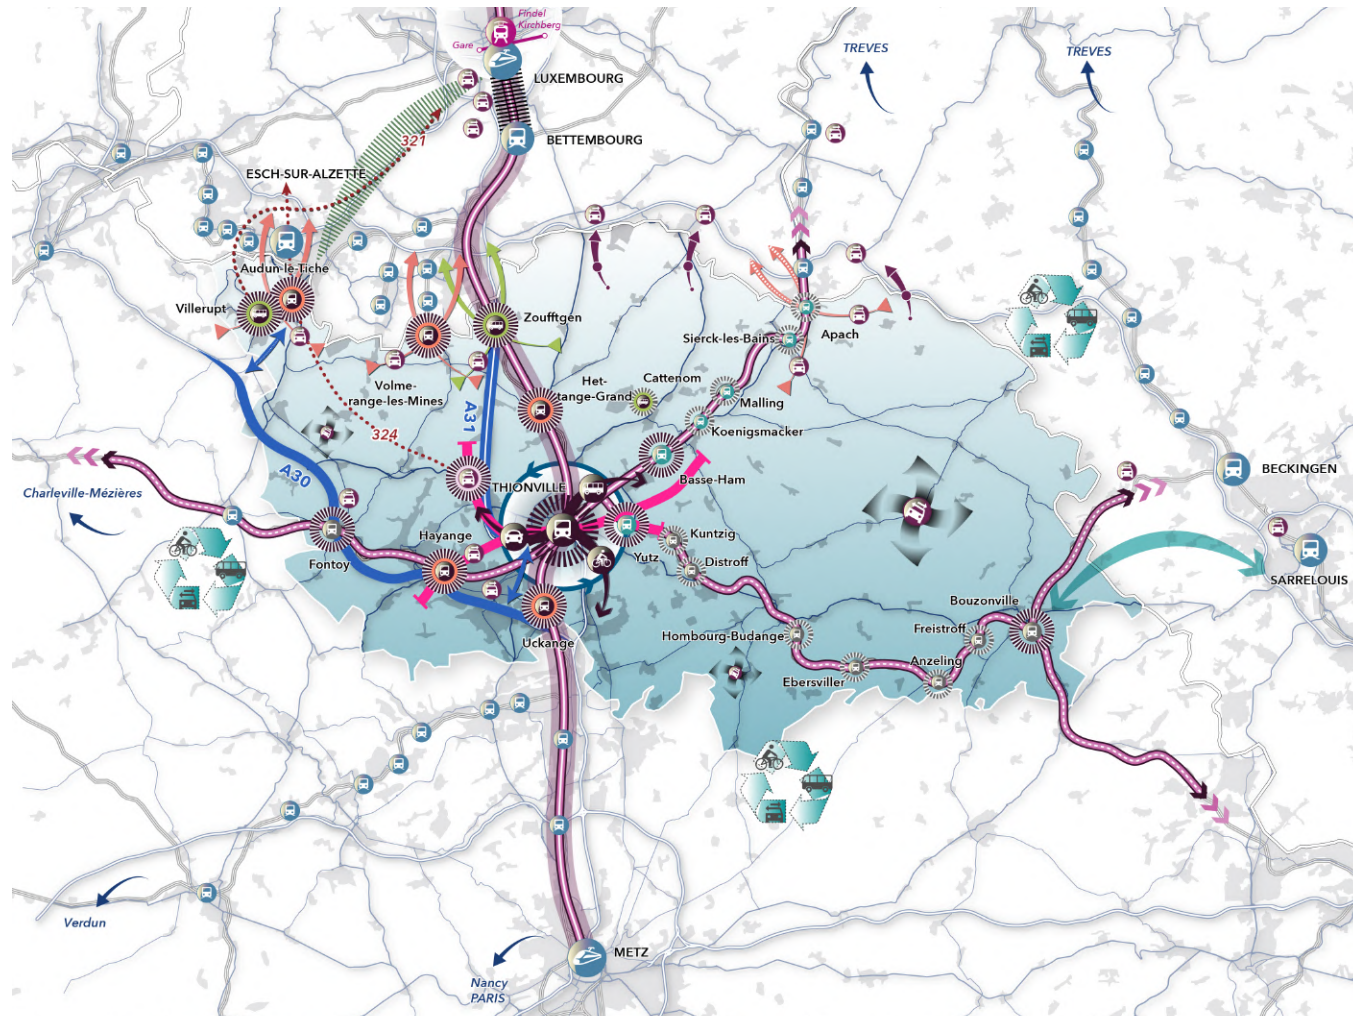 Findel
Kirchberg
Gare
LUXEMBOURG
TREVES
TREVES
BETTEMBOURG
321
ESCH-SUR-ALZETTE
Audun-le-Tiche
Villerupt
Zoufftgen
Apach
Sierck-les-Bains
Volme-
range-les-Mines
Het-
tange-Grand
Cattenom
Malling
A31
Koenigsmacker
324
A30
BECKINGEN
Basse-Ham
THIONVILLE
Charleville-Mézières
Kuntzig
Hayange
Yutz
Distroff
Fontoy
SARRELOUIS
Bouzonville
Freistroff
Hombourg-Budange
Uckange
Anzeling
Ebersviller
Verdun
METZ
Nancy
PARIS